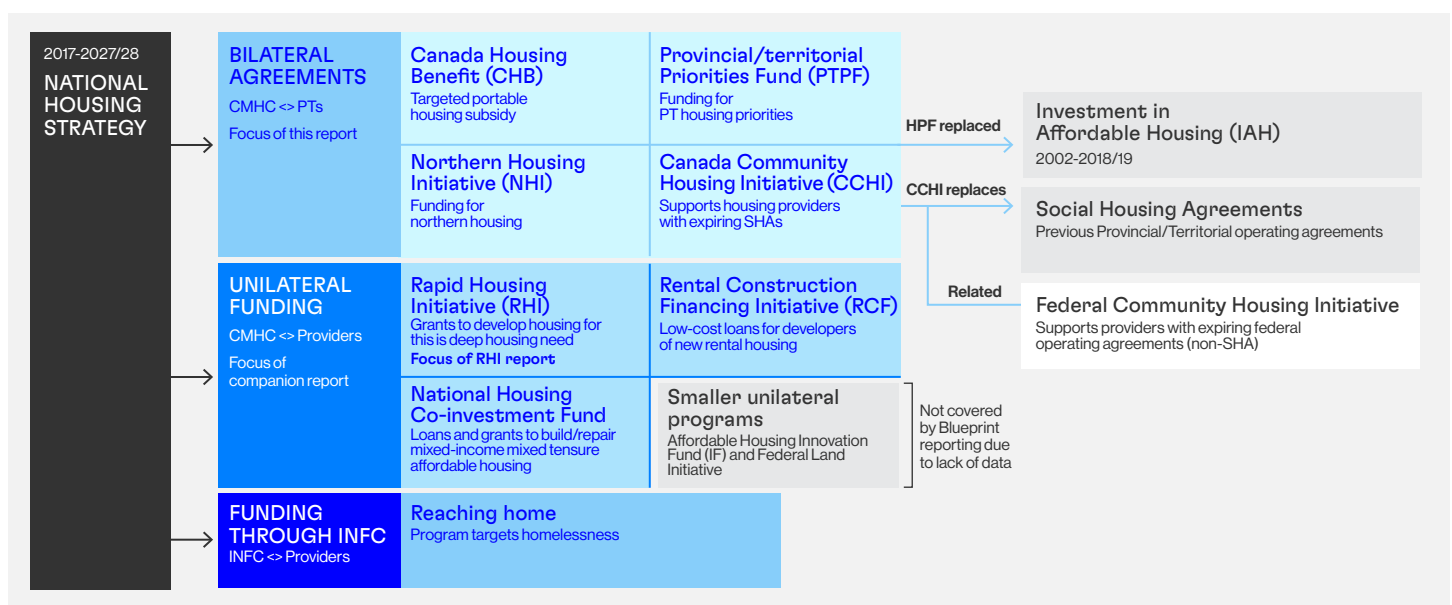 2017-2027/28
NATIONAL
HOUSING
STRATEGY
BILATERAL
AGREEMENTS
CMHC <> PTs
Focus of this report
Canada Housing
Benefit (CHB)
Targeted portable
housing subsidy
Provincial/territorial
Priorities Fund (PTPF)
Funding for
PT housing priorities
Northern Housing
Initiative (NHI)
Funding for
northern housing
Canada Community
Housing Initiative (CCHI)
Supports housing providers
with expiring SHAs
HPF replaced
Investment in
Affordable Housing (IAH)
2002-2018/19
CCHI replaces
Social Housing Agreements
Previous Provincial/Territorial operating agreements
Related
Federal Community Housing Initiative
Supports providers with expiring federal
operating agreements (non-SHA)
UNILATERAL
FUNDING
CMHC <> Providers
Focus of
companion report
Rapid Housing
Initiative (RHI)
Grants to develop housing for
this is deep housing need
Focus of RHI report
Rental Construction
Financing Initiative (RCF)
Low-cost loans for developers
of new rental housing
National Housing
Co-investment Fund
Loans and grants to build/repair
mixed-income mixed tensure
affordable housing
Smaller unilateral
programs
Affordable Housing Innovation
Fund (IF) and Federal Land
Initiative
Not covered
by Blueprint
reporting due
to lack of data
FUNDING
THROUGH INFC
INFC <> Providers
Reaching home
Program targets homelessness